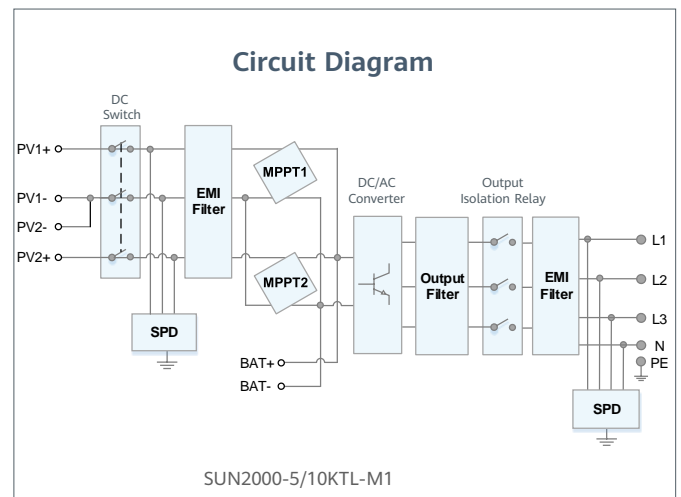 Circuit Diagram
DC
Switch
PV1+
PV1-
PV2-
PV2+
EMI
Filter
MPPT1
MPPT2
SPD
BAT+
BAT-
DC/AC
Converter
Output
Filter
Output
Isolation Relay
EMI
Filter
L1
L2
L3
N
PE
SPD
SUN2000-5/10KTL-M1